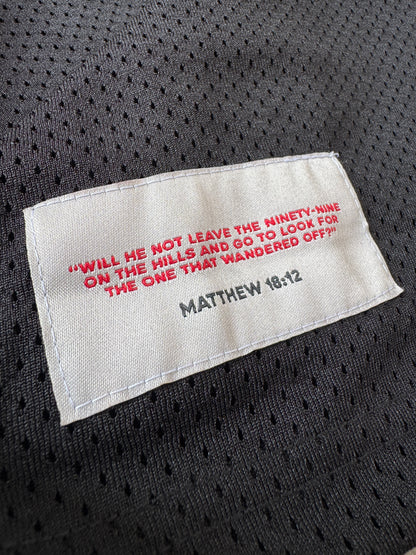 “WILL HE NOT LEAVE THE NINETY-NINE
ON THE HILLS AND GO TO LOOK FOR
THE ONE THAT WANDERED OFF?”
MATTHEW 18:12